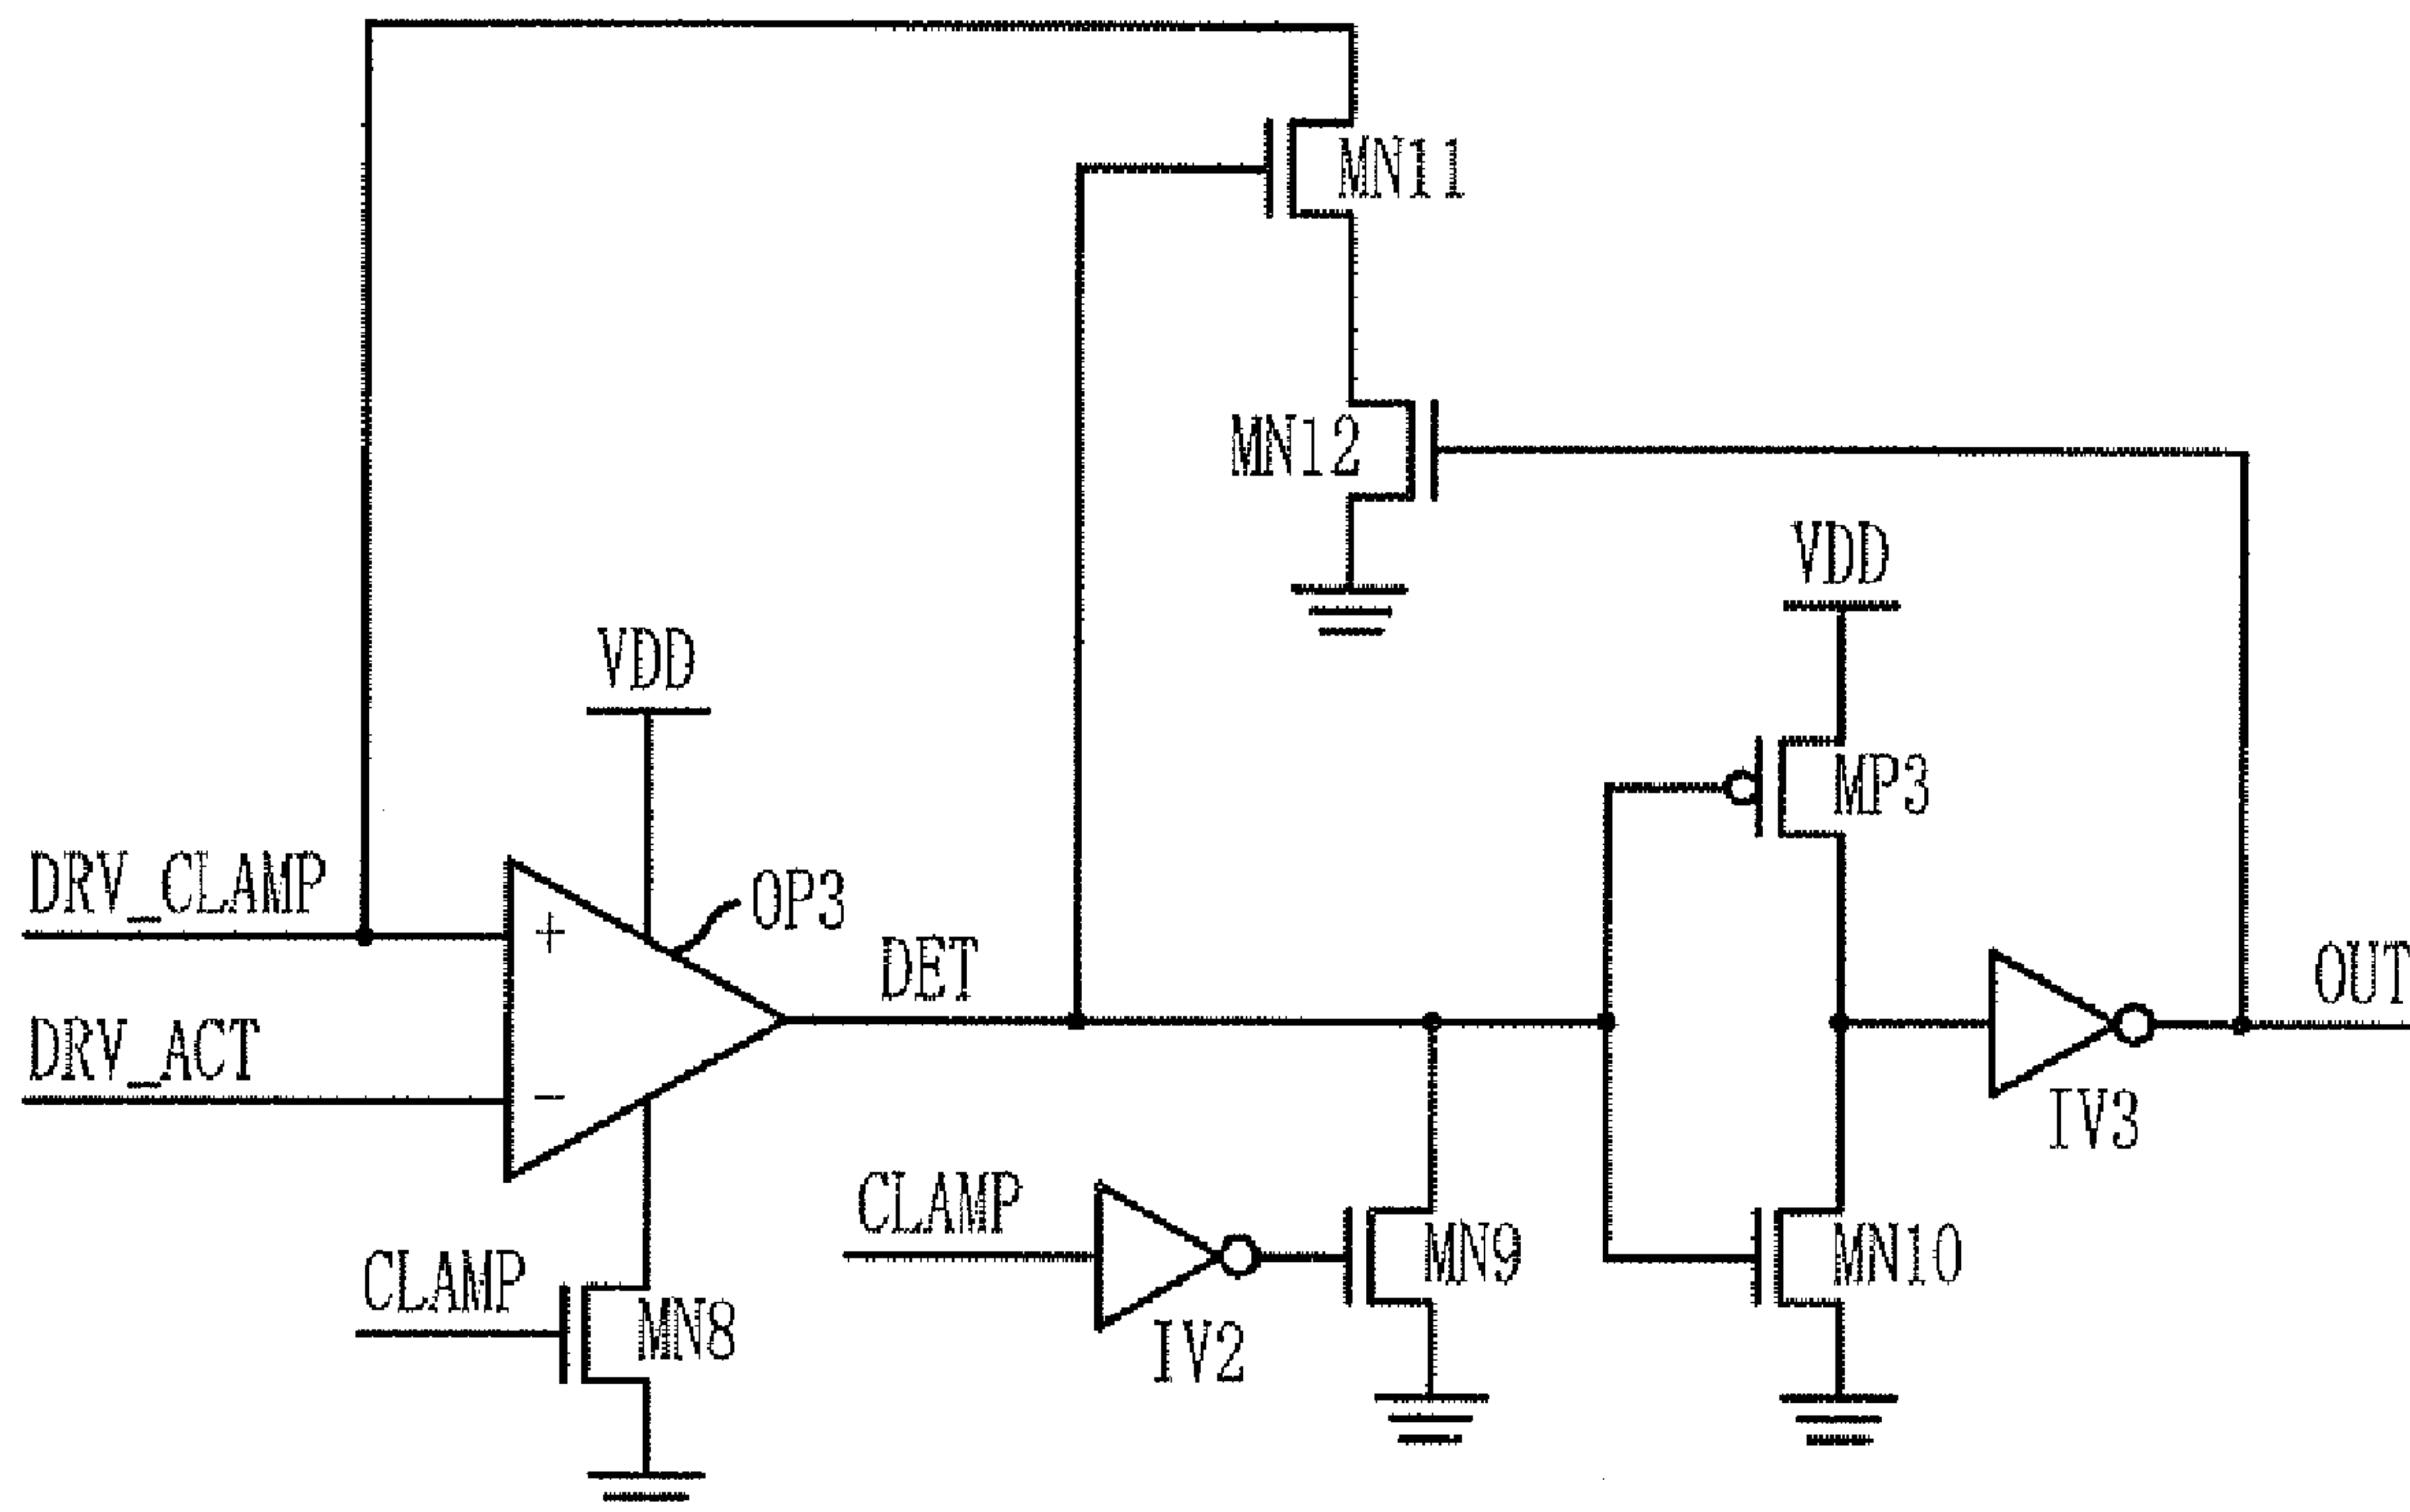 MN11
MN12
VDD
VDD
MP3
DRV_CLAMP
+
OP3
DET
OUT
DRV_ACT
-
IV3
CLAMP
MN9
MN10
CLAMP
MN8
IV2